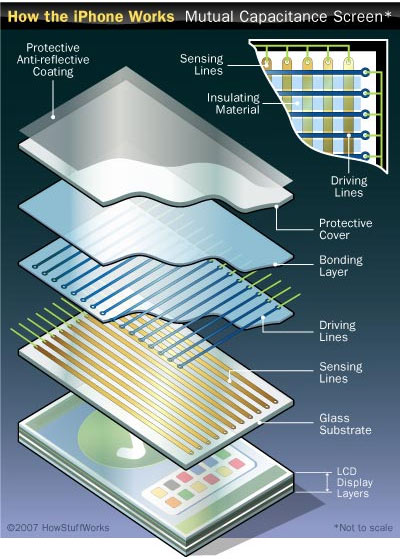 How the iPhone Works Mutual Capacitance Screen*
Protective
Anti-reflective
Coating
Sensing
Lines
Insulating
Material
Driving
Lines
Protective
Cover
Bonding
Layer
Driving
Lines
Sensing
Lines
Glass
Substrate
LCD
Display
Layers
©2007 HowStuffWorks
*Not to scale